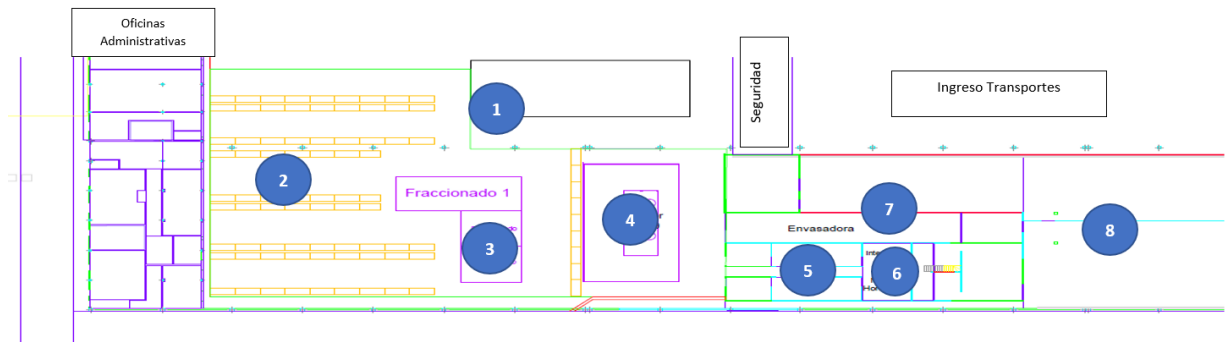 Oficinas
Administrativas
Seguridad
Ingreso Transportes
1
2
Fraccionado 1
3
4
7
Envasadora
8
5
6